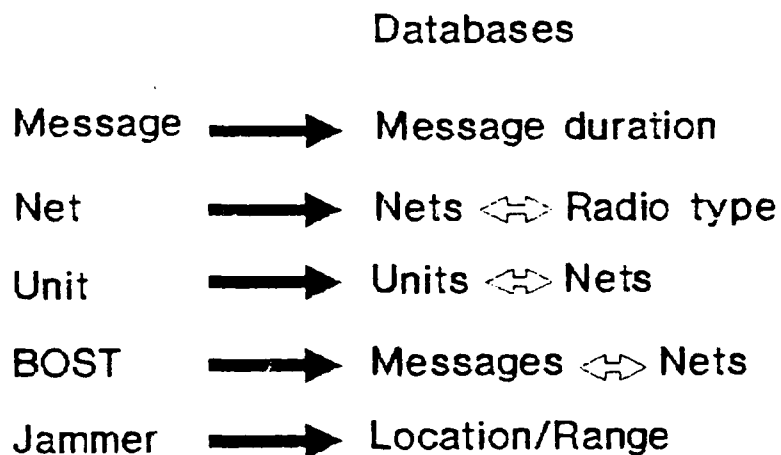 Databases
Message Message duration
Net Nets Radio type
Unit Units Nets
BOST Messages Nets
Jammer Location/Range